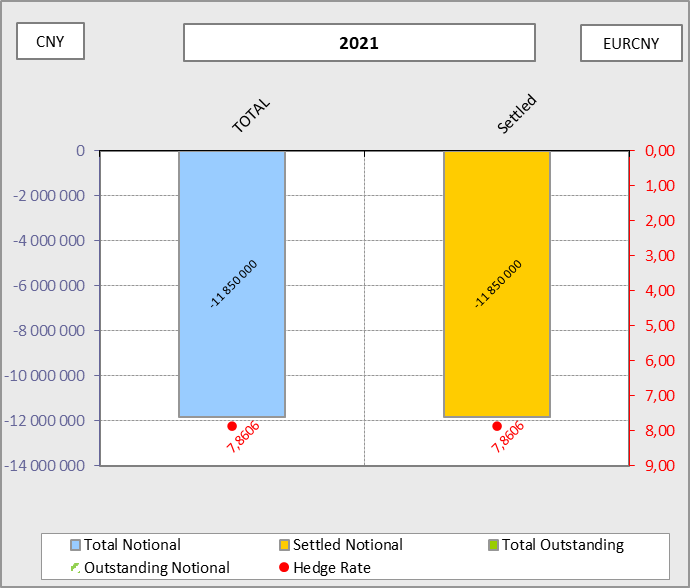 CNY
2021
EURCNY
TOTAL
Settled
0
-2 000 000
-4 000 000
-6 000 000
-8 000 000
-10 000 000
-12 000 000
-14 000 000
-11 850 000
-11 850 000
7,8606
7,8606
0,00
1,00
2,00
3,00
4,00
5,00
6,00
7,00
8,00
9,00
Total Notional
Settled Notional
Total Outstanding
Outstanding Notional
Hedge Rate